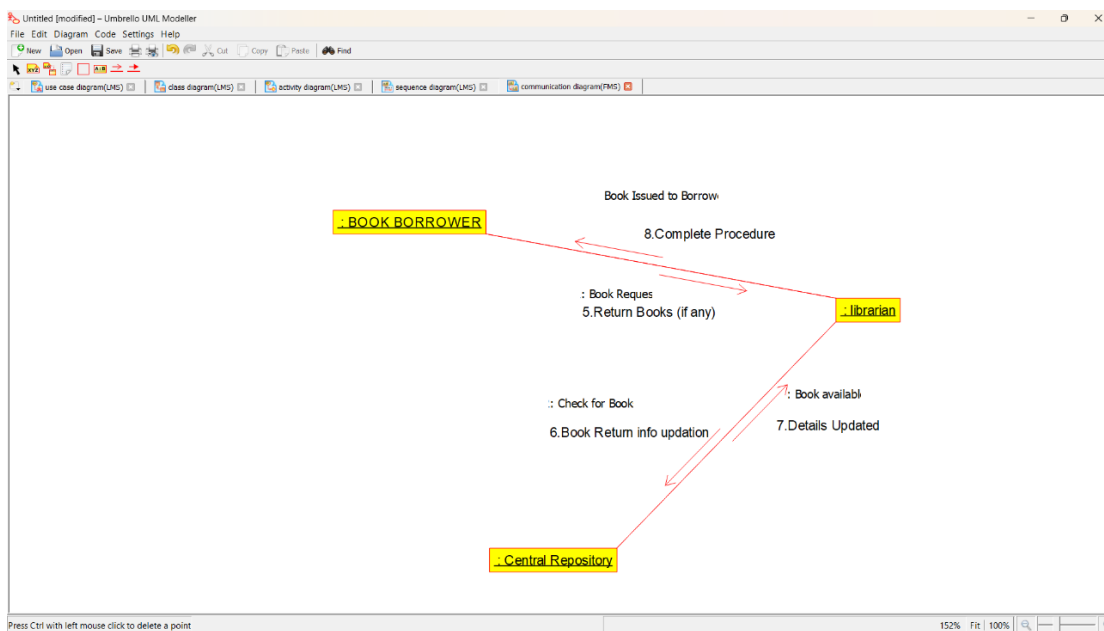 Untitled [modified] – Umbrello UML Modeller
File Edit Diagram Code Settings Help
New Open Save Cut Copy Paste Find
use case diagram(LMS) class diagram(LMS) activity diagram(LMS) sequence diagram(LMS) communication diagram(FMS)
Book Issued to Borrow
: BOOK BORROWER
8.Complete Procedure
: Book Reques
5.Return Books (if any)
: librarian
: Book availabl
:: Check for Book
7.Details Updated
6.Book Return info updation
: Central Repository
Press Ctrl with left mouse click to delete a point 152% Fit 100%